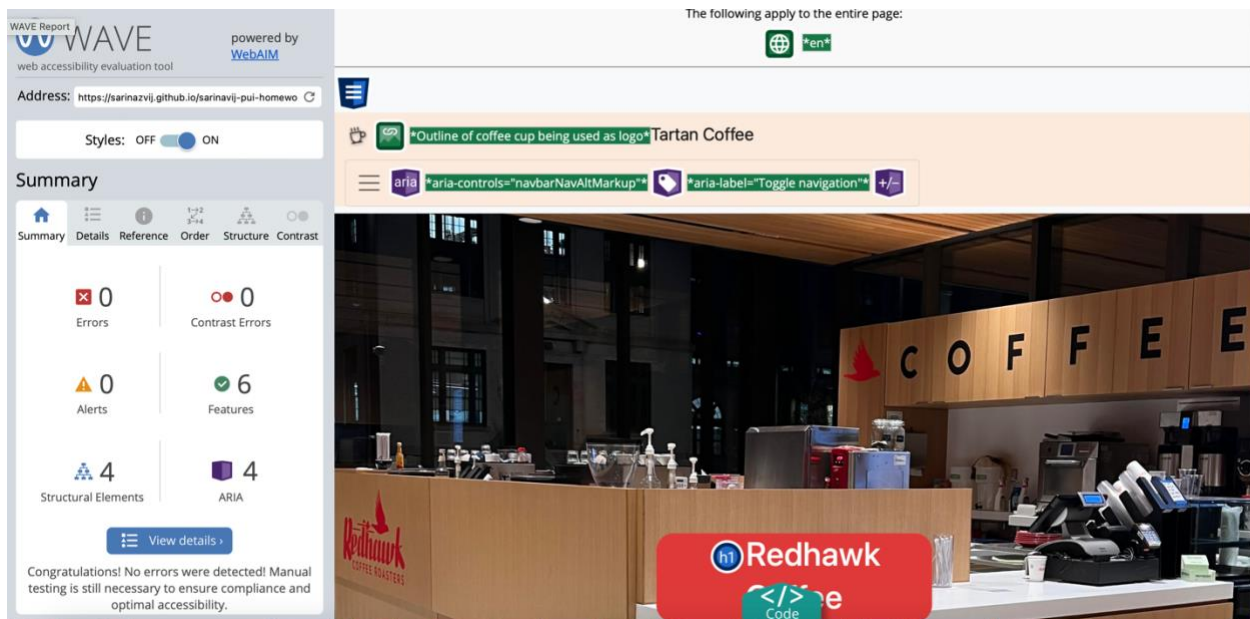 WAVE Report
WAVE
powered by
WebAIM
web accessibility evaluation tool
Address: https://sarinazvij.github.io/sarinavij-pui-homewo
Styles: OFF ON
Summary
Summary Details Reference Order Structure Contrast
0 Errors
0 Contrast Errors
0 Alerts
6 Features
4 Structural Elements
4 ARIA
View details ›
Congratulations! No errors were detected! Manual
testing is still necessary to ensure compliance and
optimal accessibility.
The following apply to the entire page:
*en*
*Outline of coffee cup being used as logo* Tartan Coffee
aria *aria-controls="navbarNavAltMarkup"* *aria-label="Toggle navigation"* +/-
COFFEE
Redhawk
COFFEE ROASTERS
h1 Redhawk
</>
Code